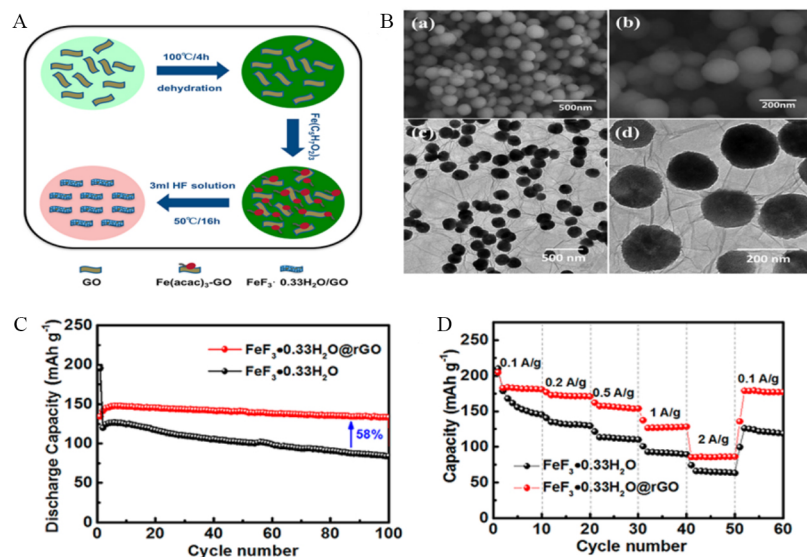 A
100℃/4h
dehydration
Fe(C₅H₇O₂)₃
3ml HF solution
50℃/16h
GO
Fe(acac)₃-GO
FeF₃· 0.33H₂O/GO
B
(a)
500nm
(b)
200nm
(c)
500 nm
(d)
200 nm
C
Discharge Capacity (mAh g⁻¹)
250
200
150
100
50
0
FeF₃•0.33H₂O@rGO
FeF₃•0.33H₂O
58%
0
20
40
60
80
100
Cycle number
D
Capacity (mAh g⁻¹)
250
200
150
100
50
0
0.1 A/g
0.2 A/g
0.5 A/g
1 A/g
2 A/g
0.1 A/g
FeF₃•0.33H₂O
FeF₃•0.33H₂O@rGO
0
10
20
30
40
50
60
Cycle number